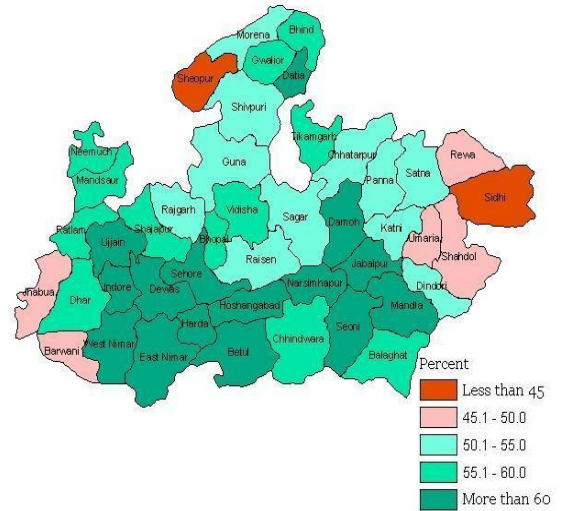 Bhind
Morena
Gwalior
Datia
Sheopur
Shivpuri
Tikamgarh
Neemuch
Chhatarpur
Rewa
Guna
Panna
Satna
Mandsaur
Sidhi
Rajgarh
Vidisha
Sagar
Damoh
Katni
Ratlam
Shajapur
Umaria
Ujjain
Bhopal
Shahdol
Raisen
Jabalpur
Sehore
Dindori
Jhabua
Indore
Dewas
Narsimhapur
Dhar
Hoshangabad
Mandla
Harda
Seoni
West Nimar
Chhindwara
Barwani
East Nimar
Betul
Balaghat
Percent
Less than 45
45.1 - 50.0
50.1 - 55.0
55.1 - 60.0
More than 60